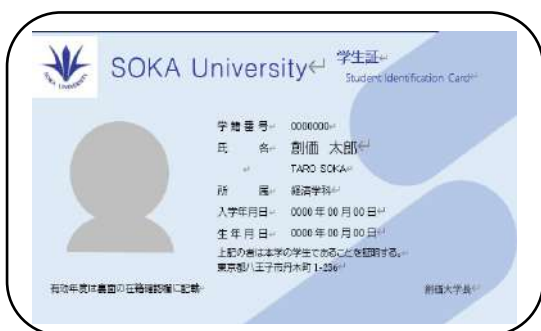 SOKA University
学生証
Student Identification Card
SOKA UNIVERSITY
学籍番号 0000000
氏 名 創価 太郎
TARO SOKA
所 属 経済学科
入学年月日 0000年00月00日
生年月日 0000年00月00日
上記の者は本学の学生であることを証明する。
東京都八王子市丹木町1-236
有効年度は裏面の在籍確認欄に記載
創価大学長